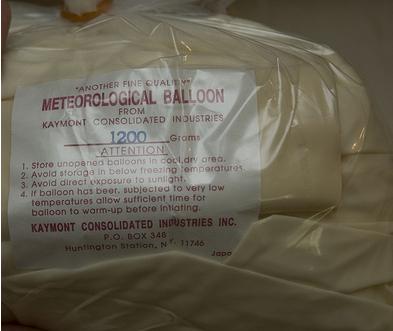 "ANOTHER FINE QUALITY"
METEOROLOGICAL BALLOON
FROM
KAYMONT CONSOLIDATED INDUSTRIES
1200 Grams
ATTENTION
1. Store unopened balloons in cool dry area.
2. Avoid storage in below freezing temperatures.
3. Avoid direct exposure to sunlight.
4. If balloon has been subjected to very low
temperatures allow sufficient time for
balloon to warm-up before inflating.
KAYMONT CONSOLIDATED INDUSTRIES INC.
P.O. BOX 348
Huntington Station, N.Y. 11746